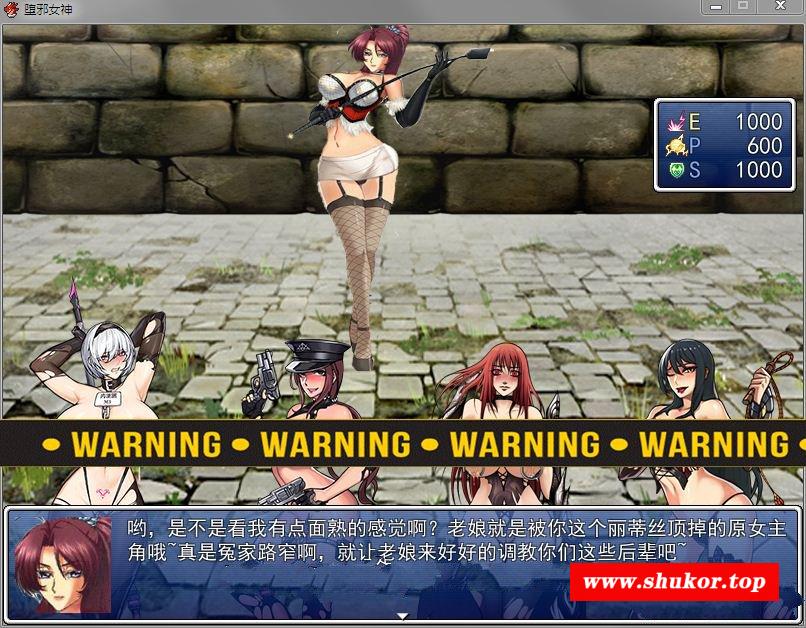 堕邪女神
E 1000
P 600
S 1000
WARNING WARNING WARNING WARNING
哟，是不是看我有点面熟的感觉啊？老娘就是被你这个丽蒂丝顶掉的原女主
角哦~真是冤家路窄啊，就让老娘来好好的调教你们这些后辈吧~
www.shukor.top